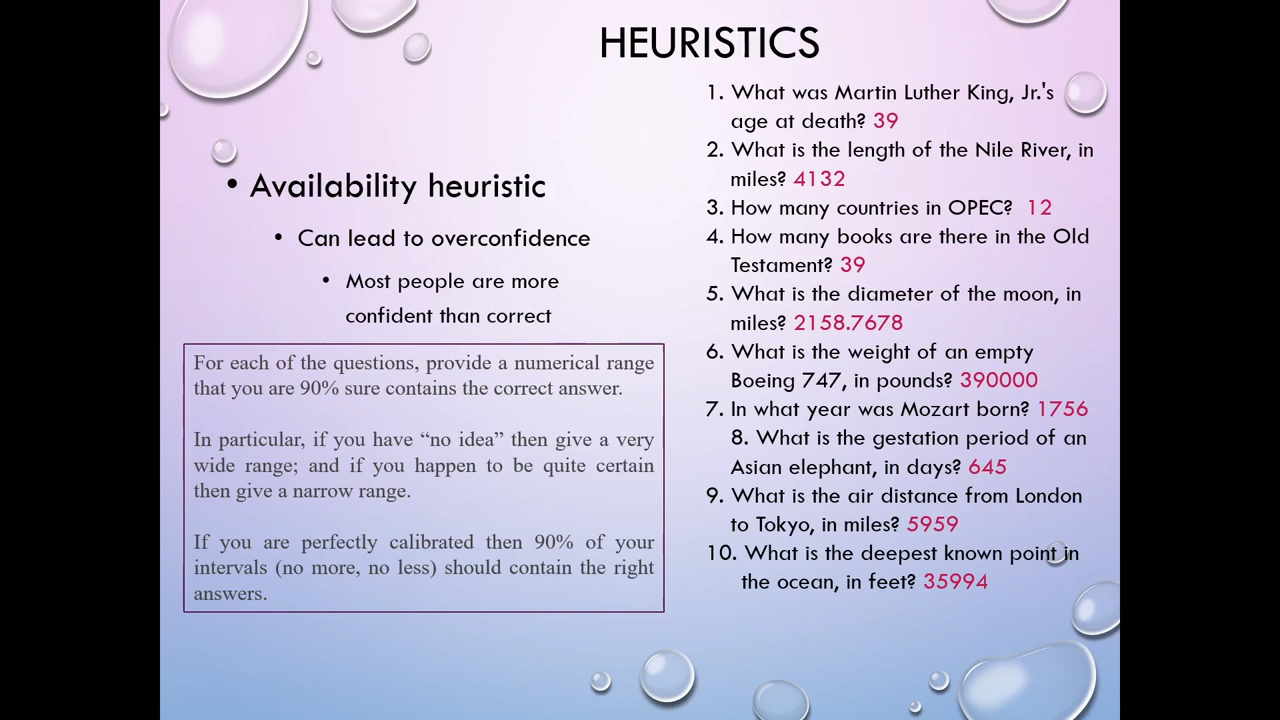 HEURISTICS
• Availability heuristic
• Can lead to overconfidence
• Most people are more
confident than correct
For each of the questions, provide a numerical range
that you are 90% sure contains the correct answer.
In particular, if you have “no idea” then give a very
wide range; and if you happen to be quite certain
then give a narrow range.
If you are perfectly calibrated then 90% of your
intervals (no more, no less) should contain the right
answers.
1. What was Martin Luther King, Jr.'s
age at death? 39
2. What is the length of the Nile River, in
miles? 4132
3. How many countries in OPEC? 12
4. How many books are there in the Old
Testament? 39
5. What is the diameter of the moon, in
miles? 2158.7678
6. What is the weight of an empty
Boeing 747, in pounds? 390000
7. In what year was Mozart born? 1756
8. What is the gestation period of an
Asian elephant, in days? 645
9. What is the air distance from London
to Tokyo, in miles? 5959
10. What is the deepest known point in
the ocean, in feet? 35994